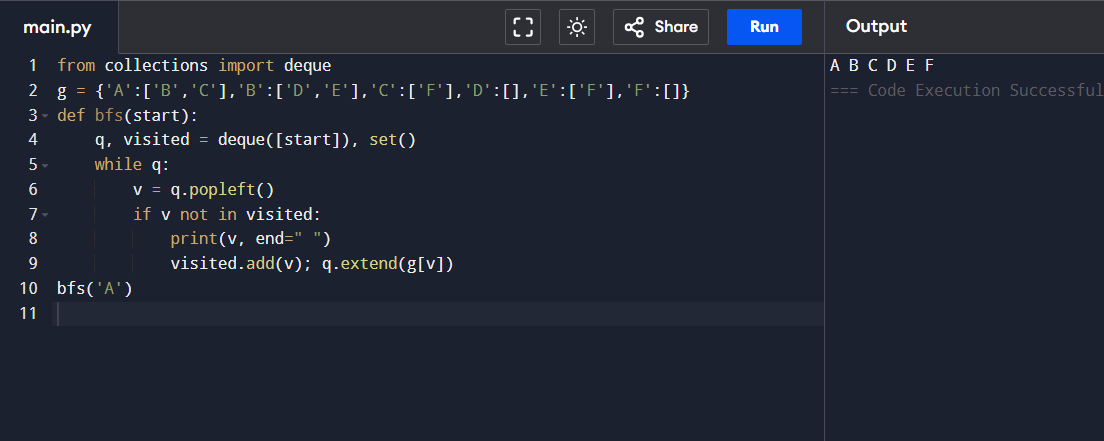 main.py Share Run Output
1 from collections import deque
2 g = {'A':['B','C'],'B':['D','E'],'C':['F'],'D':[],'E':['F'],'F':[]}
3 def bfs(start):
4     q, visited = deque([start]), set()
5     while q:
6         v = q.popleft()
7         if v not in visited:
8             print(v, end=" ")
9             visited.add(v); q.extend(g[v])
10 bfs('A')
11
A B C D E F
=== Code Execution Successful